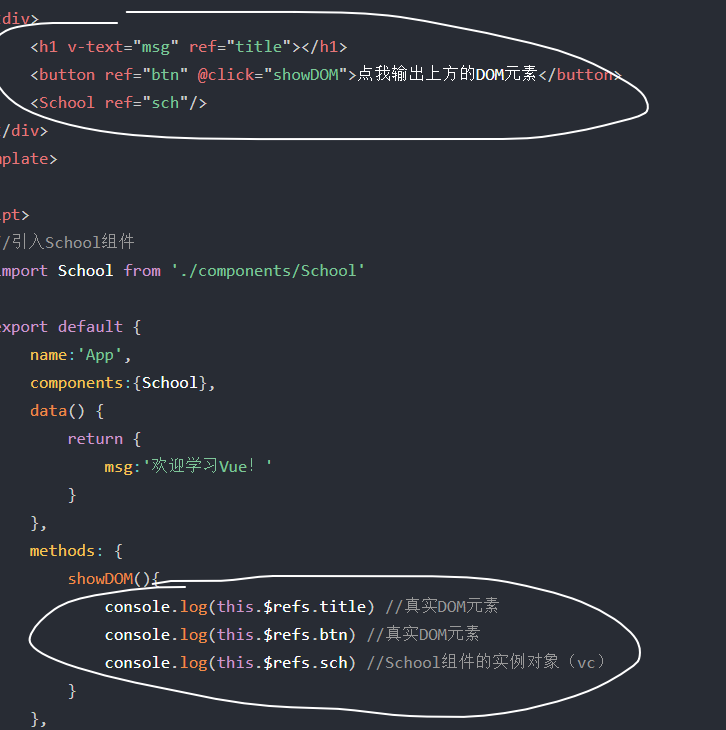 div>
<h1 v-text="msg" ref="title"></h1>
<button ref="btn" @click="showDOM">点我输出上方的DOM元素</button>
<School ref="sch"/>
/div>
mplate>
ipt>
/引入School组件
import School from './components/School'
export default {
name:'App',
components:{School},
data() {
return {
msg:'欢迎学习Vue！'
}
},
methods: {
showDOM(){
console.log(this.$refs.title) //真实DOM元素
console.log(this.$refs.btn) //真实DOM元素
console.log(this.$refs.sch) //School组件的实例对象（vc）
}
},